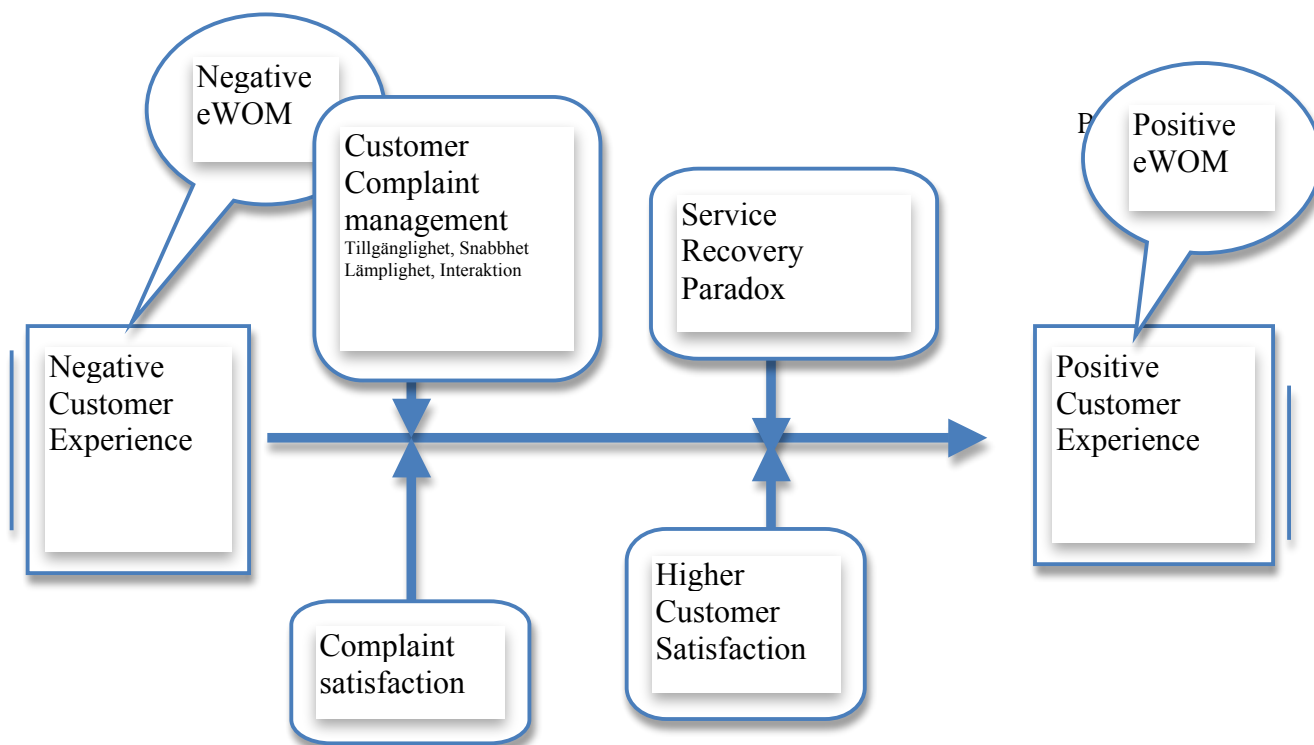 Negative
eWOM
Customer
Complaint
management
Tillgänglighet, Snabbhet
Lämplighet, Interaktion
Service
Recovery
Paradox
Positive
eWOM
Negative
Customer
Experience
Positive
Customer
Experience
Complaint
satisfaction
Higher
Customer
Satisfaction